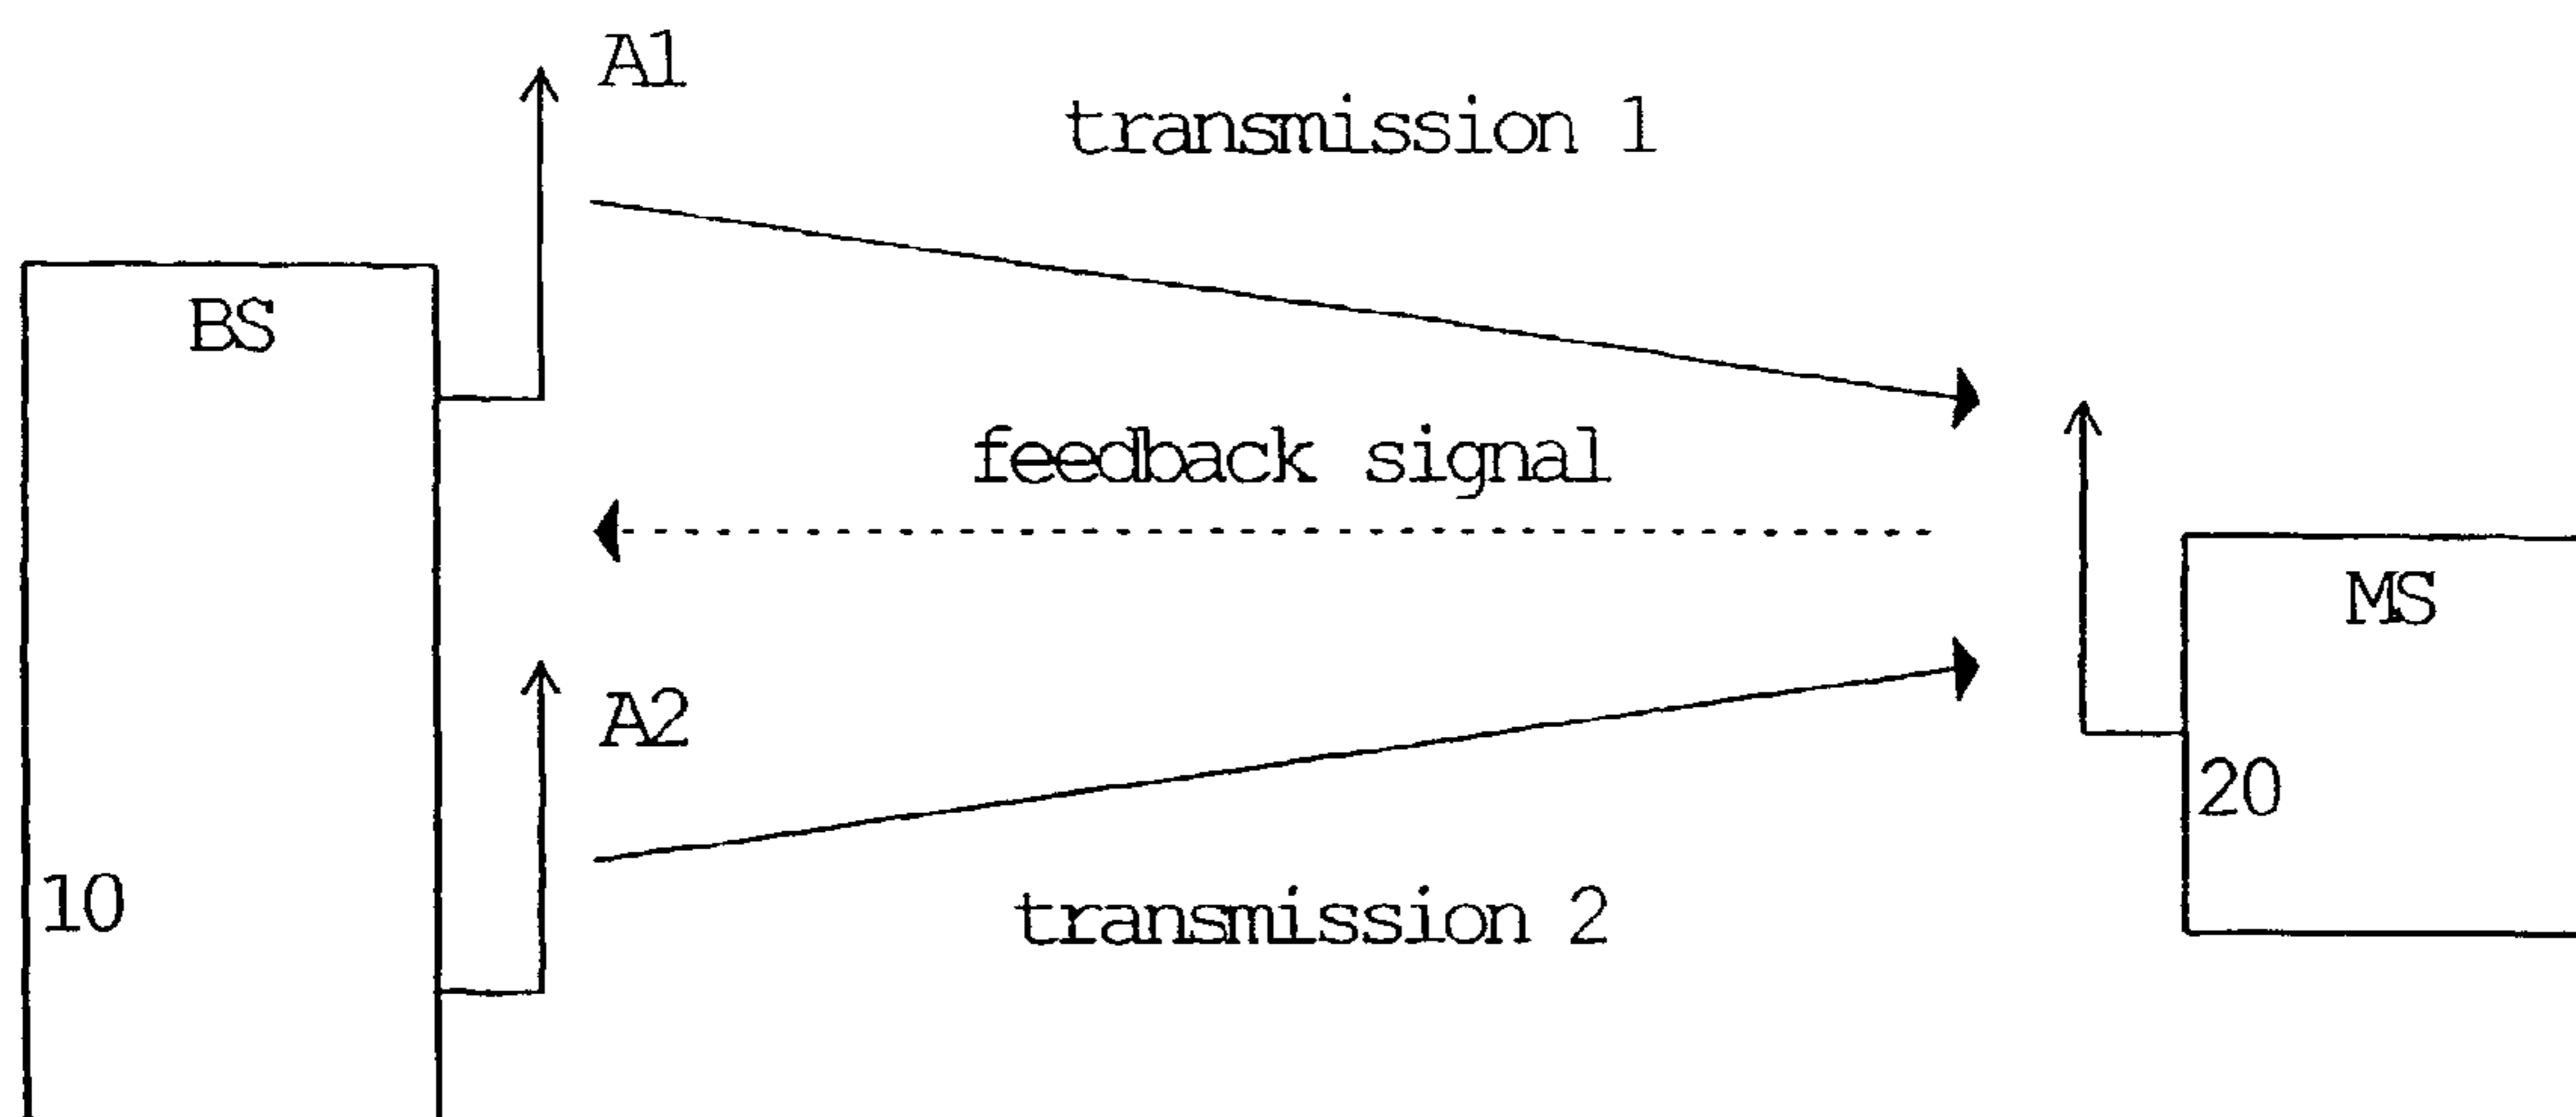 A1
transmission 1
BS
feedback signal
MS
A2
20
10
transmission 2